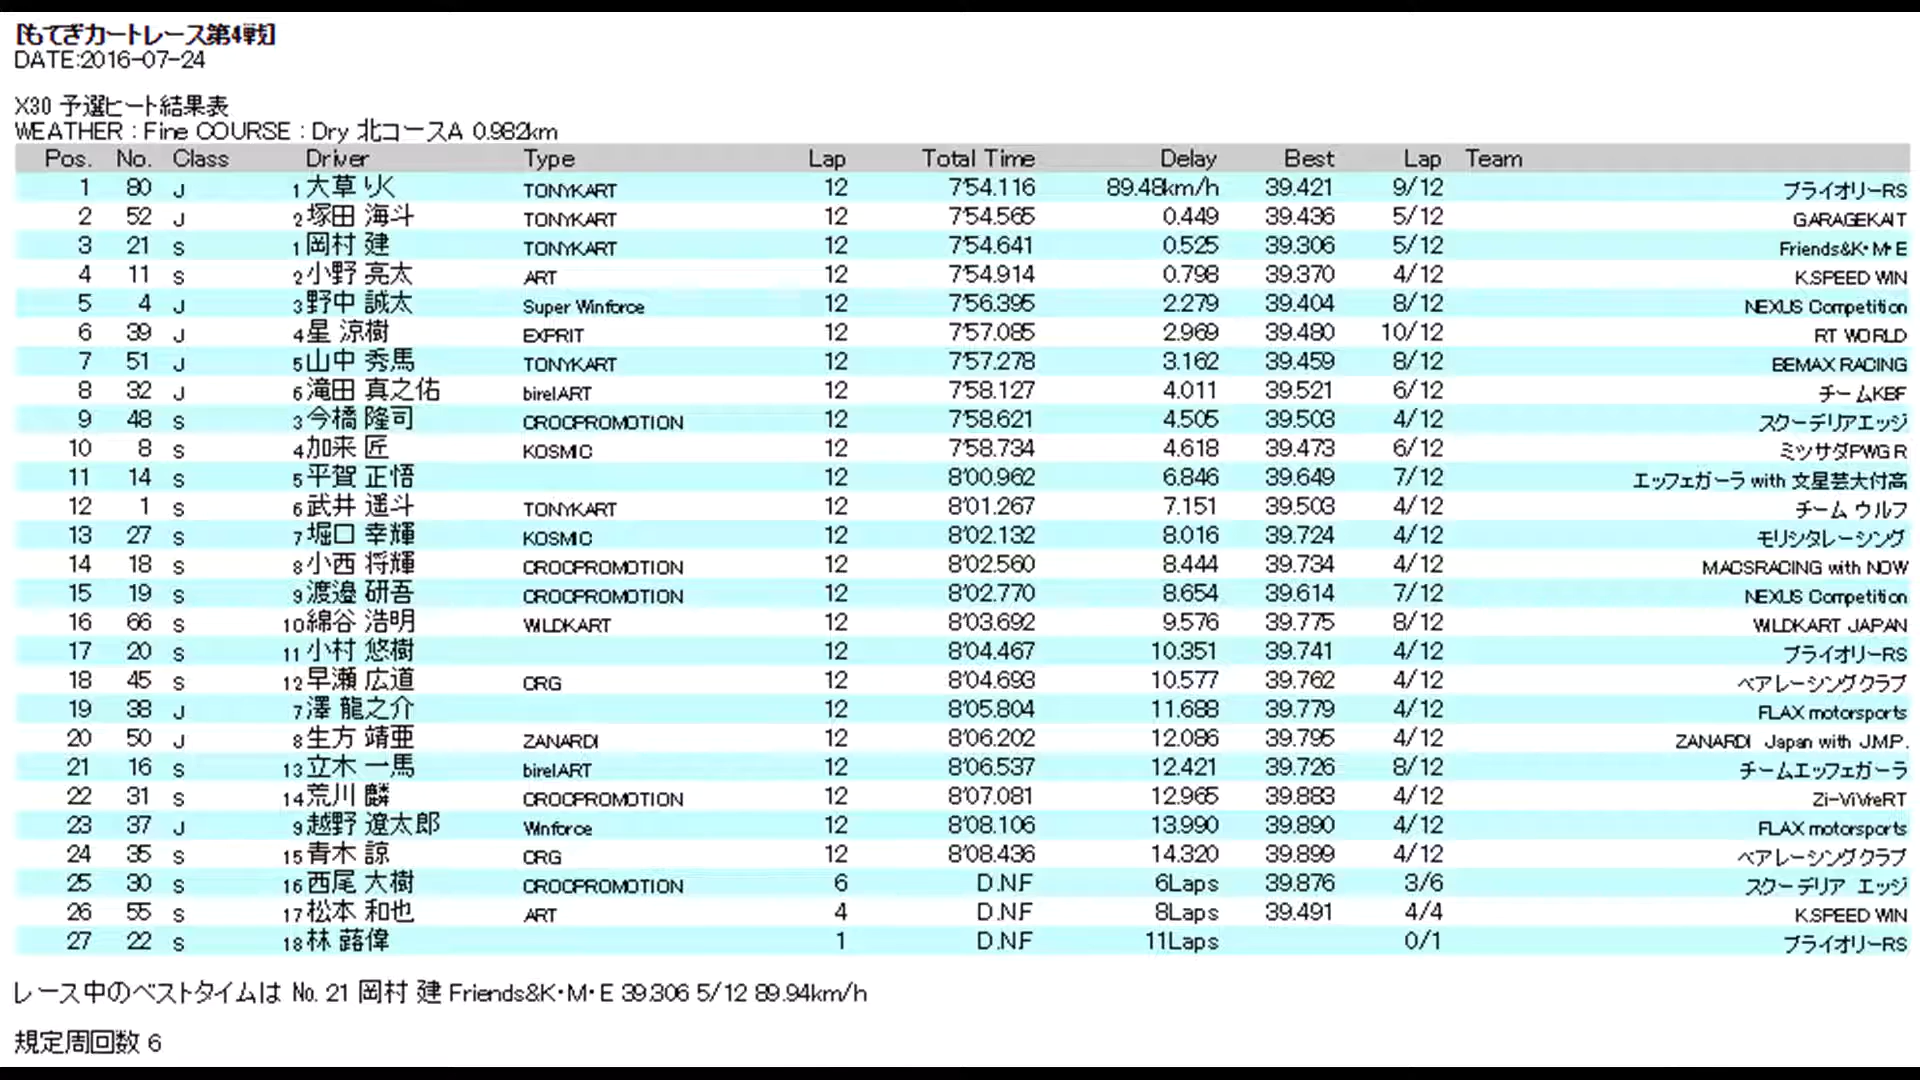 [もてぎカートレース第4戦]
DATE:2016-07-24
X30 予選ヒート結果表
WEATHER : Fine COURSE : Dry 北コースA 0.982km
Pos. No. Class Driver Type Lap Total Time Delay Best Lap Team
1 80 J 1 大草 りく TONYKART 12 7'54.116 89.48km/h 39.421 9/12 ブライオリーRS
2 52 J 2 塚田 海斗 TONYKART 12 7'54.565 0.449 39.436 5/12 GARAGEKAIT
3 21 S 1 岡村 建 TONYKART 12 7'54.641 0.525 39.306 5/12 Friends&K・M・E
4 11 S 2 小野 亮太 ART 12 7'54.914 0.798 39.370 4/12 K.SPEED WIN
5 4 J 3 野中 誠太 Super Winforce 12 7'56.395 2.279 39.404 8/12 NEXUS Competition
6 39 J 4 星 涼樹 EXPRIT 12 7'57.085 2.969 39.480 10/12 RT WORLD
7 51 J 5 山中 秀馬 TONYKART 12 7'57.278 3.162 39.459 8/12 BEMAX RACING
8 32 J 6 滝田 真之佑 birelART 12 7'58.127 4.011 39.521 6/12 チームKBF
9 48 S 3 今橋 隆司 CROCPROMOTION 12 7'58.621 4.505 39.503 4/12 スクーデリアエッジ
10 8 S 4 加来 匠 KOSMIC 12 7'58.734 4.618 39.473 6/12 ミツサダPWG R
11 14 S 5 平賀 正悟 12 8'00.962 6.846 39.649 7/12 エッフェガーラ with 文星芸大付高
12 1 S 6 武井 遥斗 TONYKART 12 8'01.267 7.151 39.503 4/12 チーム ウルフ
13 27 S 7 堀口 幸輝 KOSMIC 12 8'02.132 8.016 39.724 4/12 モリシタレーシング
14 18 S 8 小西 将輝 CROCPROMOTION 12 8'02.560 8.444 39.734 4/12 MACSRACING with NOW
15 19 S 9 渡邉 研吾 CROCPROMOTION 12 8'02.770 8.654 39.614 7/12 NEXUS Competition
16 66 S 10 綿谷 浩明 WILDKART 12 8'03.692 9.576 39.775 8/12 WILDKART JAPAN
17 20 S 11 小村 悠樹 12 8'04.467 10.351 39.741 4/12 ブライオリーRS
18 45 S 12 早瀬 広道 CRG 12 8'04.693 10.577 39.762 4/12 ベアレーシングクラブ
19 38 J 7 澤 龍之介 12 8'05.804 11.688 39.779 4/12 FLAX motorsports
20 50 J 8 生方 靖亜 ZANARDI 12 8'06.202 12.086 39.795 4/12 ZANARDI Japan with J.M.P.
21 16 S 13 立木 一馬 birelART 12 8'06.537 12.421 39.726 8/12 チームエッフェガーラ
22 31 S 14 荒川 麟 CROCPROMOTION 12 8'07.081 12.965 39.883 4/12 Zi-ViVreRT
23 37 J 9 越野 遼太郎 Winforce 12 8'08.106 13.990 39.890 4/12 FLAX motorsports
24 35 S 15 青木 諒 CRG 12 8'08.436 14.320 39.899 4/12 ベアレーシングクラブ
25 30 S 16 西尾 大樹 CROCPROMOTION 6 D.N.F 6Laps 39.876 3/6 スクーデリア エッジ
26 55 S 17 松本 和也 ART 4 D.N.F 8Laps 39.491 4/4 K.SPEED WIN
27 22 S 18 林 蕗偉 1 D.N.F 11Laps 0/1 ブライオリーRS
レース中のベストタイムは No. 21 岡村 建 Friends&K・M・E 39.306 5/12 89.94km/h
規定周回数 6